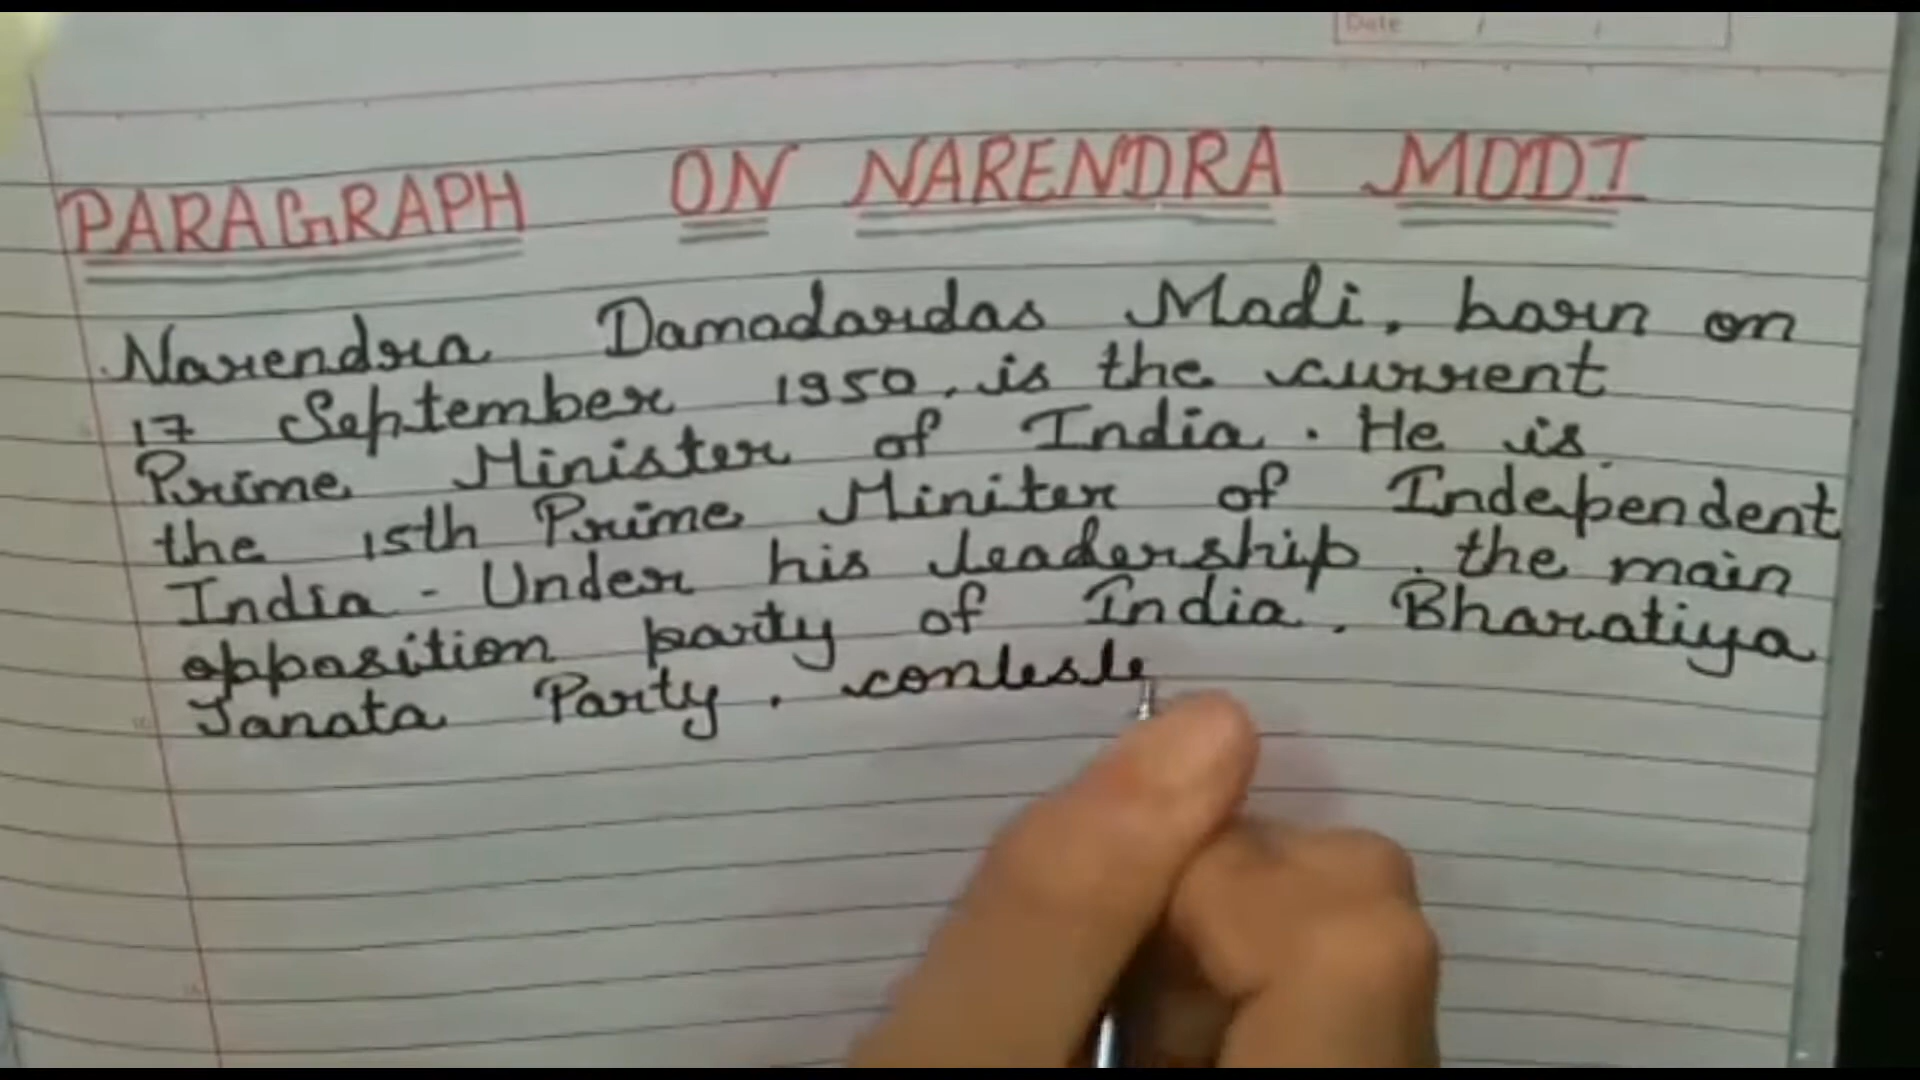 Date / /
PARAGRAPH ON NARENDRA MODI
Narendra Damodardas Modi, born on
17 September 1950, is the current
Prime Minister of India. He is
the 15th Prime Miniter of Independent
India. Under his leadership, the main
opposition party of India, Bharatiya
Janata Party, conteste